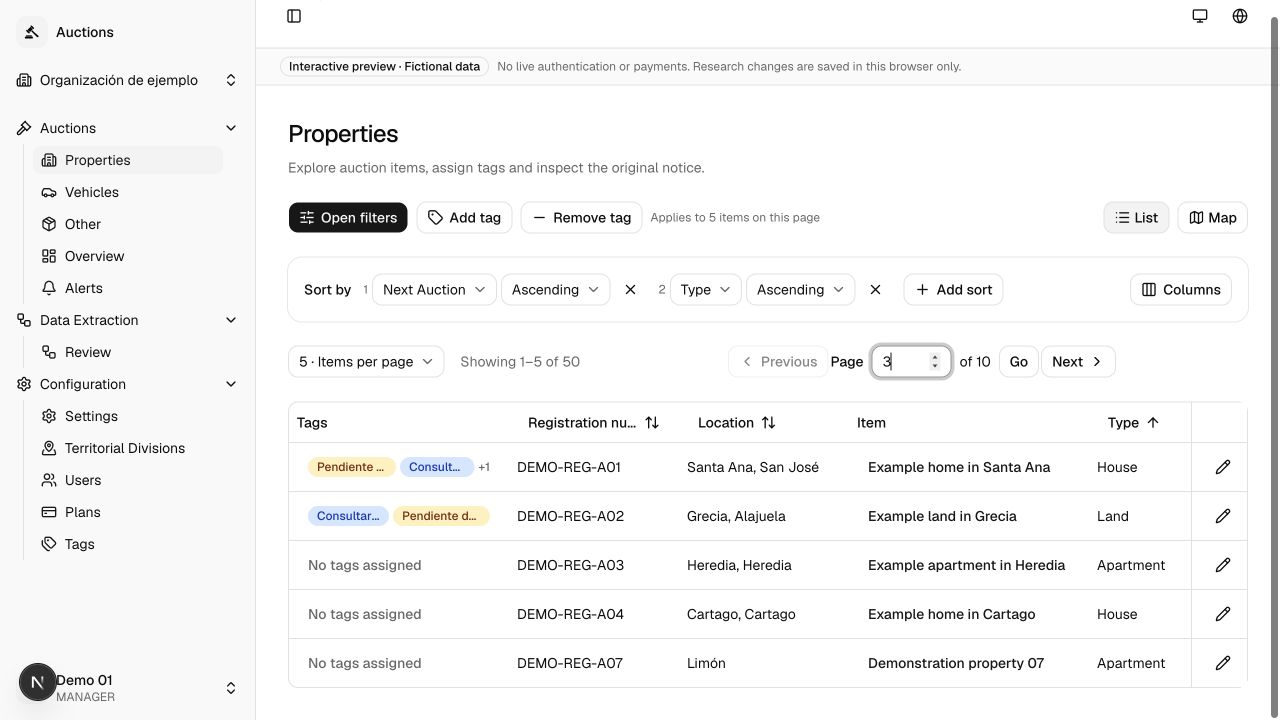 Auctions
Organización de ejemplo
Auctions
Properties
Vehicles
Other
Overview
Alerts
Data Extraction
Review
Configuration
Settings
Territorial Divisions
Users
Plans
Tags
N Demo 01
MANAGER
Interactive preview · Fictional data No live authentication or payments. Research changes are saved in this browser only.
Properties
Explore auction items, assign tags and inspect the original notice.
Open filters Add tag Remove tag Applies to 5 items on this page List Map
Sort by 1 Next Auction Ascending 2 Type Ascending Add sort Columns
5 · Items per page Showing 1–5 of 50 Previous Page 3 of 10 Go Next
Tags Registration nu... Location Item Type
Pendiente ... Consult... +1 DEMO-REG-A01 Santa Ana, San José Example home in Santa Ana House
Consultar... Pendiente d... DEMO-REG-A02 Grecia, Alajuela Example land in Grecia Land
No tags assigned DEMO-REG-A03 Heredia, Heredia Example apartment in Heredia Apartment
No tags assigned DEMO-REG-A04 Cartago, Cartago Example home in Cartago House
No tags assigned DEMO-REG-A07 Limón Demonstration property 07 Apartment